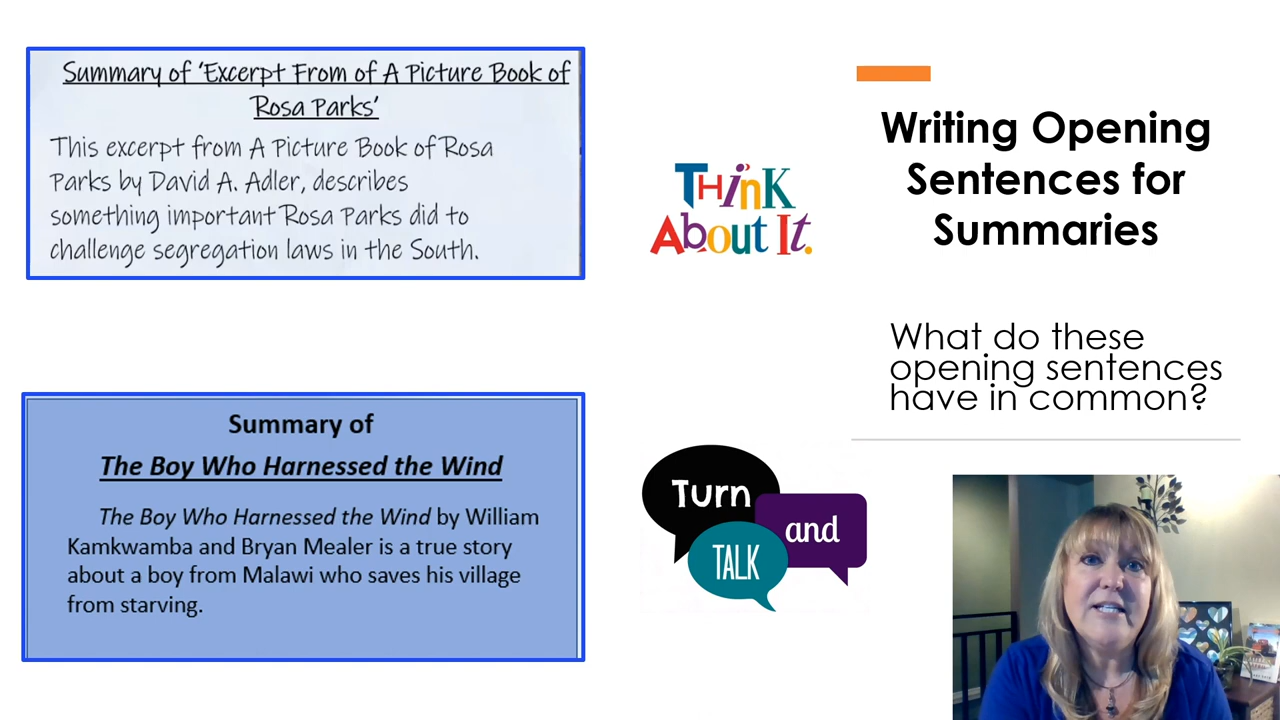 Summary of 'Excerpt From of A Picture Book of
Rosa Parks'
This excerpt from A Picture Book of Rosa
Parks by David A. Adler, describes
something important Rosa Parks did to
challenge segregation laws in the South.
Summary of
The Boy Who Harnessed the Wind
The Boy Who Harnessed the Wind by William
Kamkwamba and Bryan Mealer is a true story
about a boy from Malawi who saves his village
from starving.
Think
About It.
Turn
and
TALK
Writing Opening
Sentences for
Summaries
What do these
opening sentences
have in common?